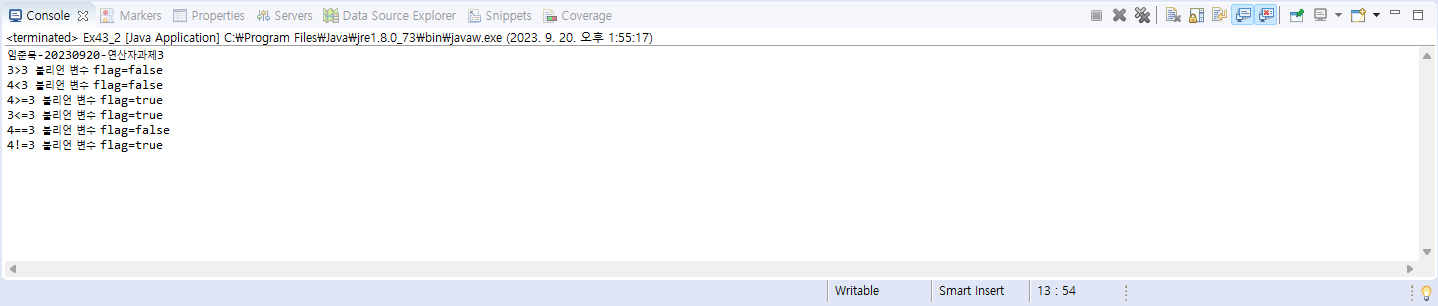 Console Markers Properties Servers Data Source Explorer Snippets Coverage
<terminated> Ex43_2 [Java Application] C:₩Program Files₩Java₩jre1.8.0_73₩bin₩javaw.exe (2023. 9. 20. 오후 1:55:17)
임준묵-20230920-연산자과제3
3>3 불리언 변수 flag=false
4<3 불리언 변수 flag=false
4>=3 불리언 변수 flag=true
3<=3 불리언 변수 flag=true
4==3 불리언 변수 flag=false
4!=3 불리언 변수 flag=true
Writable Smart Insert 13 : 54